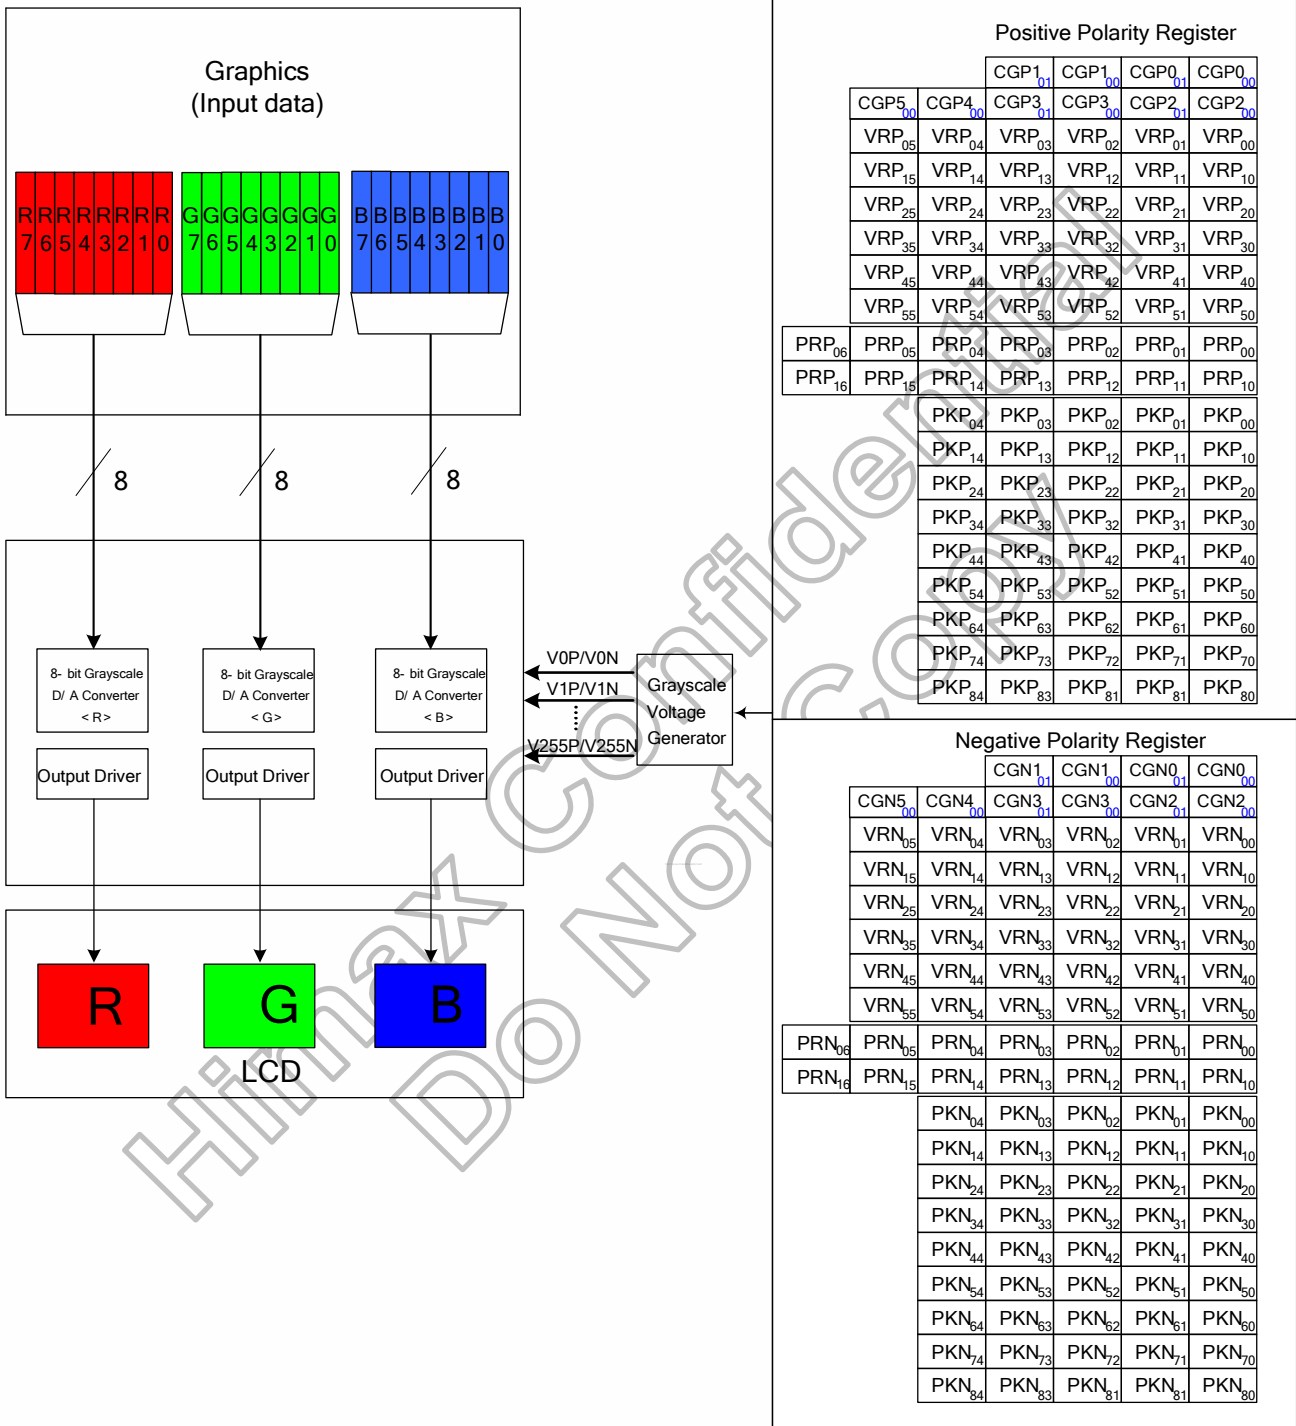 Graphics
(Input data)
R R R R R R R R G G G G G G G G B B B B B B B B
7 6 5 4 3 2 1 0 7 6 5 4 3 2 1 0 7 6 5 4 3 2 1 0
8 8 8
8- bit Grayscale
D/ A Converter
< R >
8- bit Grayscale
D/ A Converter
< G >
8- bit Grayscale
D/ A Converter
< B >
Output Driver
Output Driver
Output Driver
V0P/V0N
V1P/V1N
V255P/V255N
Grayscale
Voltage
Generator
R G B
LCD
Positive Polarity Register
CGP1 01 CGP1 00 CGP0 01 CGP0 00
CGP5 00 CGP4 00 CGP3 01 CGP3 00 CGP2 01 CGP2 00
VRP05 VRP04 VRP03 VRP02 VRP01 VRP00
VRP15 VRP14 VRP13 VRP12 VRP11 VRP10
VRP25 VRP24 VRP23 VRP22 VRP21 VRP20
VRP35 VRP34 VRP33 VRP32 VRP31 VRP30
VRP45 VRP44 VRP43 VRP42 VRP41 VRP40
VRP55 VRP54 VRP53 VRP52 VRP51 VRP50
PRP06 PRP05 PRP04 PRP03 PRP02 PRP01 PRP00
PRP16 PRP15 PRP14 PRP13 PRP12 PRP11 PRP10
PKP04 PKP03 PKP02 PKP01 PKP00
PKP14 PKP13 PKP12 PKP11 PKP10
PKP24 PKP23 PKP22 PKP21 PKP20
PKP34 PKP33 PKP32 PKP31 PKP30
PKP44 PKP43 PKP42 PKP41 PKP40
PKP54 PKP53 PKP52 PKP51 PKP50
PKP64 PKP63 PKP62 PKP61 PKP60
PKP74 PKP73 PKP72 PKP71 PKP70
PKP84 PKP83 PKP81 PKP81 PKP80
Negative Polarity Register
CGN1 01 CGN1 00 CGN0 01 CGN0 00
CGN5 00 CGN4 00 CGN3 01 CGN3 00 CGN2 01 CGN2 00
VRN05 VRN04 VRN03 VRN02 VRN01 VRN00
VRN15 VRN14 VRN13 VRN12 VRN11 VRN10
VRN25 VRN24 VRN23 VRN22 VRN21 VRN20
VRN35 VRN34 VRN33 VRN32 VRN31 VRN30
VRN45 VRN44 VRN43 VRN42 VRN41 VRN40
VRN55 VRN54 VRN53 VRN52 VRN51 VRN50
PRN06 PRN05 PRN04 PRN03 PRN02 PRN01 PRN00
PRN16 PRN15 PRN14 PRN13 PRN12 PRN11 PRN10
PKN04 PKN03 PKN02 PKN01 PKN00
PKN14 PKN13 PKN12 PKN11 PKN10
PKN24 PKN23 PKN22 PKN21 PKN20
PKN34 PKN33 PKN32 PKN31 PKN30
PKN44 PKN43 PKN42 PKN41 PKN40
PKN54 PKN53 PKN52 PKN51 PKN50
PKN64 PKN63 PKN62 PKN61 PKN60
PKN74 PKN73 PKN72 PKN71 PKN70
PKN84 PKN83 PKN81 PKN81 PKN80
Himax Confidential
Do Not Copy